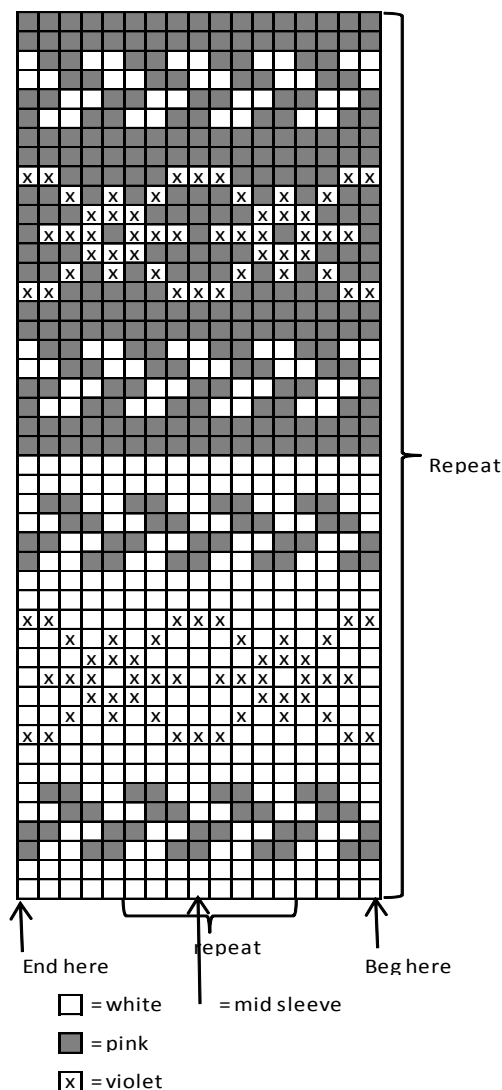 Repeat
repeat
End here
Beg here
= white
= mid sleeve
= pink
x = violet